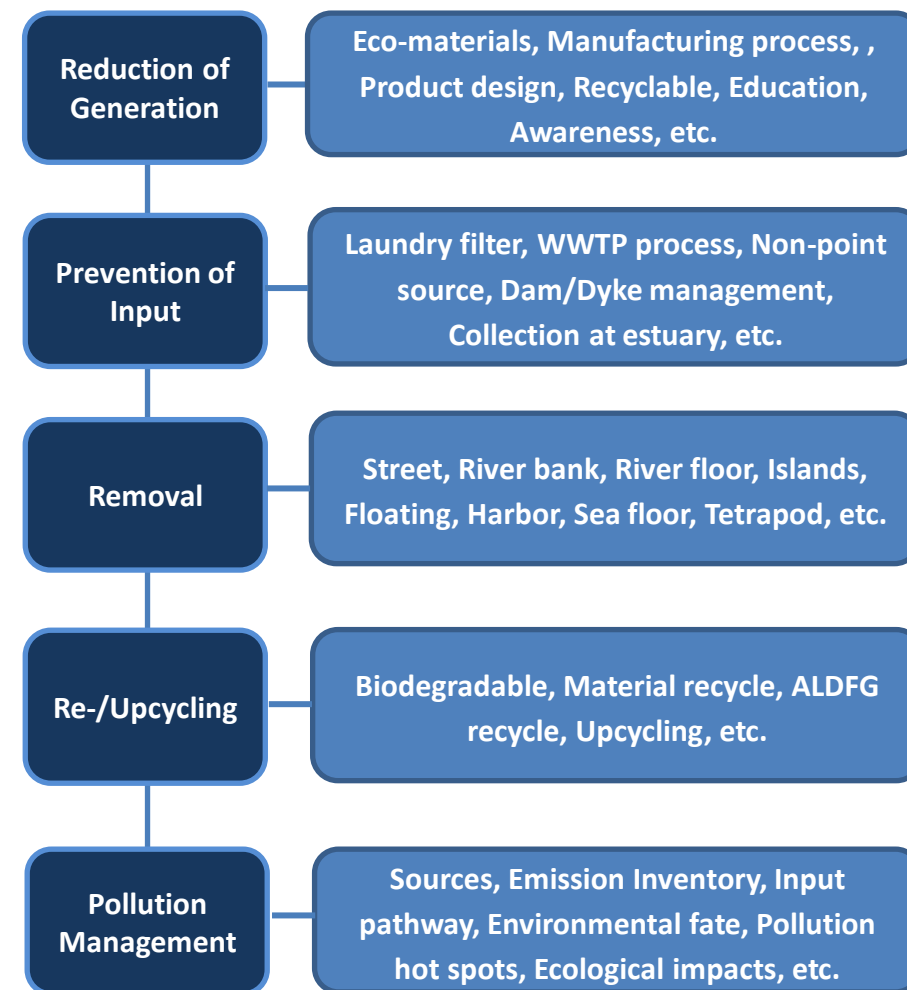 Reduction of
Generation
Eco-materials, Manufacturing process, ,
Product design, Recyclable, Education,
Awareness, etc.
Prevention of
Input
Laundry filter, WWTP process, Non-point
source, Dam/Dyke management,
Collection at estuary, etc.
Removal
Street, River bank, River floor, Islands,
Floating, Harbor, Sea floor, Tetrapod, etc.
Re-/Upcycling
Biodegradable, Material recycle, ALDFG
recycle, Upcycling, etc.
Pollution
Management
Sources, Emission Inventory, Input
pathway, Environmental fate, Pollution
hot spots, Ecological impacts, etc.